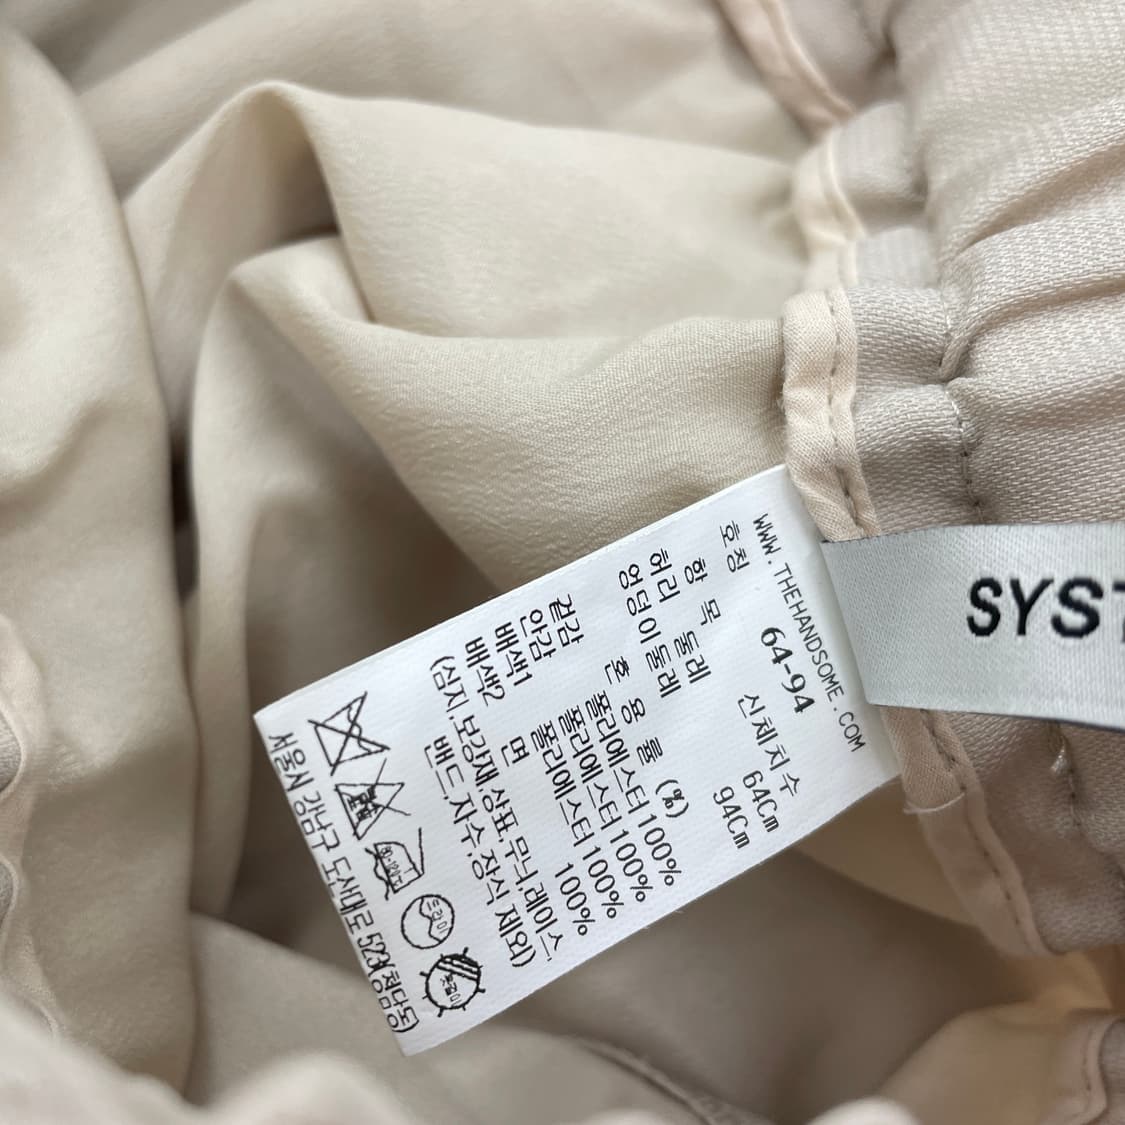 WWW.THEHANDSOME.COM
호칭 64-94
항 목 신체치수
허리 둘레 64Cm
엉덩이 둘레 94Cm
혼 용 률 (%)
겉감 폴리에스터 100%
안감 폴리에스터 100%
배색1 폴리에스터 100%
배색2 면 100%
(심지,보강재,상표,무늬,레이스,
밴드,자수,장식 제외)
드라이
서울시 강남구 도산대로 523(청담동)
SYST